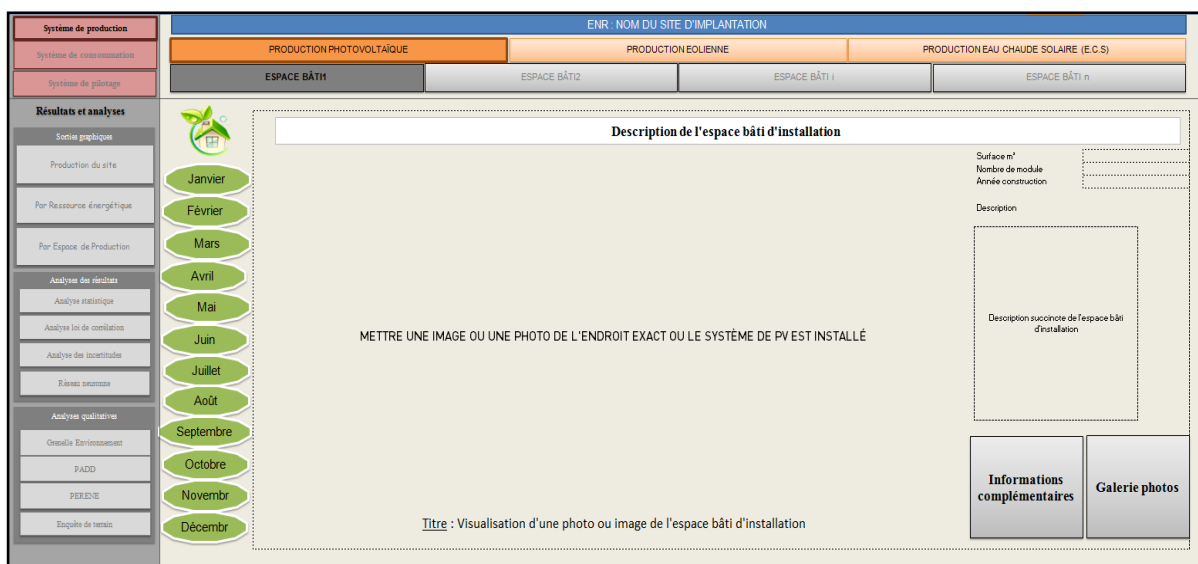 Système de production
Système de consommation
Système de pilotage
Résultats et analyses
Sorties graphiques
Production du site
Par Ressource énergétique
Par Espace de Production
Analyses des résultats
Analyse statistique
Analyse loi de corrélation
Analyse des incertitudes
Réseau neuronne
Analyses qualitatives
Grenelle Environnement
PADD
PERENE
Enquête de terrain
ENR : NOM DU SITE D'IMPLANTATION
PRODUCTION PHOTOVOLTAÏQUE
PRODUCTION EOLIENNE
PRODUCTION EAU CHAUDE SOLAIRE (E.C.S)
ESPACE BÂTI1
ESPACE BÂTI2
ESPACE BÂTI i
ESPACE BÂTI n
Janvier
Février
Mars
Avril
Mai
Juin
Juillet
Août
Septembre
Octobre
Novembr
Décembr
Description de l'espace bâti d'installation
METTRE UNE IMAGE OU UNE PHOTO DE L'ENDROIT EXACT OU LE SYSTÈME DE PV EST INSTALLÉ
Titre : Visualisation d'une photo ou image de l'espace bâti d'installation
Surface m²
Nombre de module
Année construction
Description
Description succincte de l'espace bâti
d'installation
Informations
complémentaires
Galerie photos